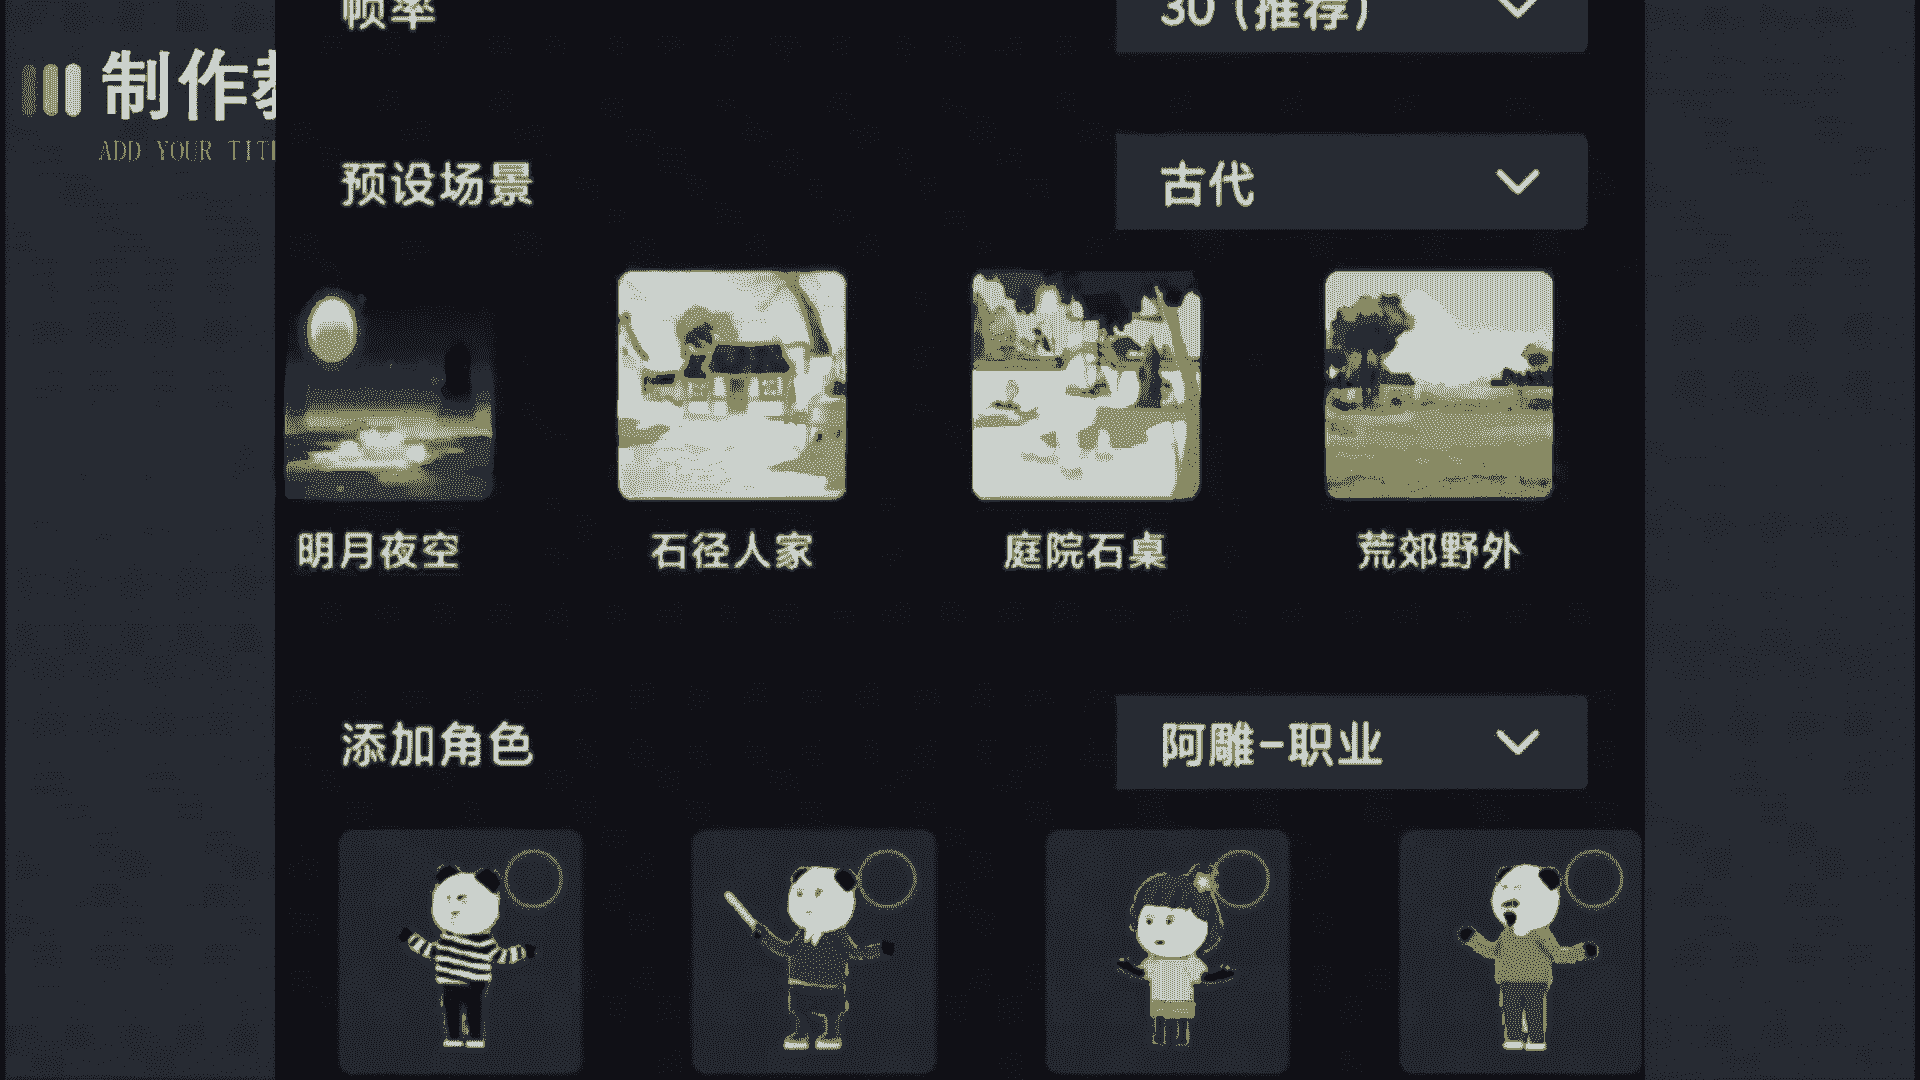 帧率
30（推荐）
制作
ADD YOUR TIT
预设场景
古代
明月夜空
石径人家
庭院石桌
荒郊野外
添加角色
阿雕-职业